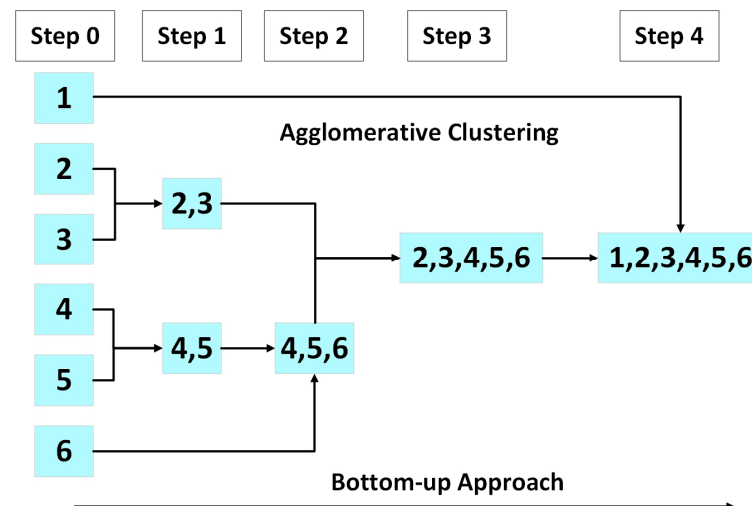 Step 0
Step 1
Step 2
Step 3
Step 4
1
Agglomerative Clustering
2
2,3
3
2,3,4,5,6
1,2,3,4,5,6
4
4,5
4,5,6
5
6
Bottom-up Approach